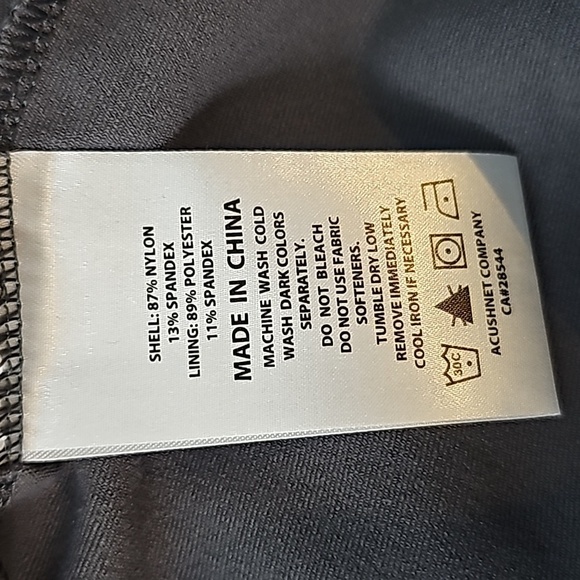 SHELL: 87% NYLON
13% SPANDEX
LINING: 89% POLYESTER
11% SPANDEX
MADE IN CHINA
MACHINE WASH COLD
WASH DARK COLORS
SEPARATELY.
DO NOT BLEACH
DO NOT USE FABRIC
SOFTENERS.
TUMBLE DRY LOW
REMOVE IMMEDIATELY
COOL IRON IF NECESSARY
30C
ACUSHNET COMPANY
CA#28544